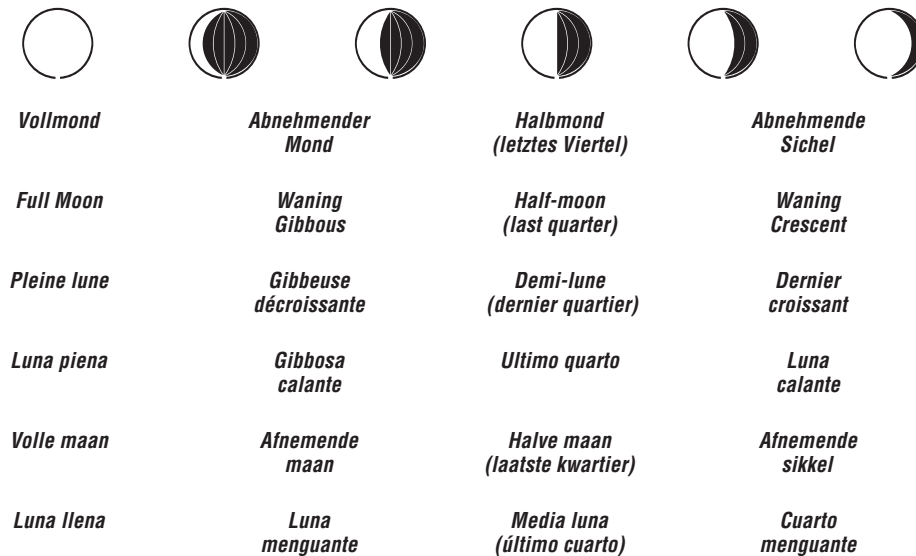 Vollmond
Abnehmender
Mond
Halbmond
(letztes Viertel)
Abnehmende
Sichel
Full Moon
Waning
Gibbous
Half-moon
(last quarter)
Waning
Crescent
Pleine lune
Gibbeuse
décroissante
Demi-lune
(dernier quartier)
Dernier
croissant
Luna piena
Gibbosa
calante
Ultimo quarto
Luna
calante
Volle maan
Afnemende
maan
Halve maan
(laatste kwartier)
Afnemende
sikkel
Luna llena
Luna
menguante
Media luna
(último cuarto)
Cuarto
menguante